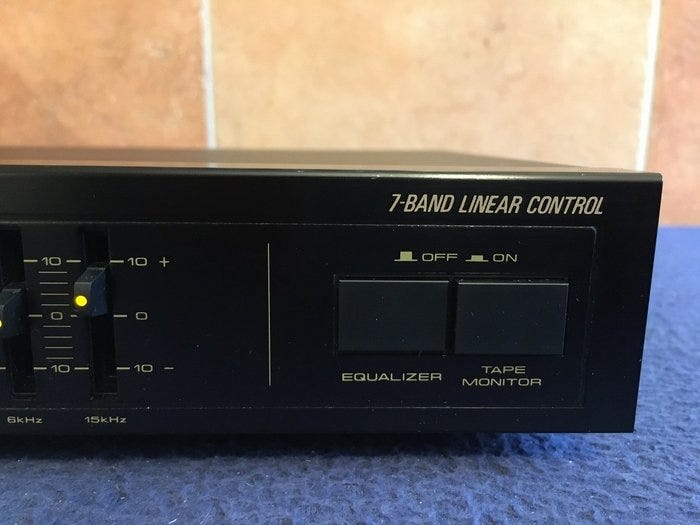 7-BAND LINEAR CONTROL
OFF ON
10 10 +
0 0
10 10 -
EQUALIZER
TAPE
MONITOR
6kHz 15kHz